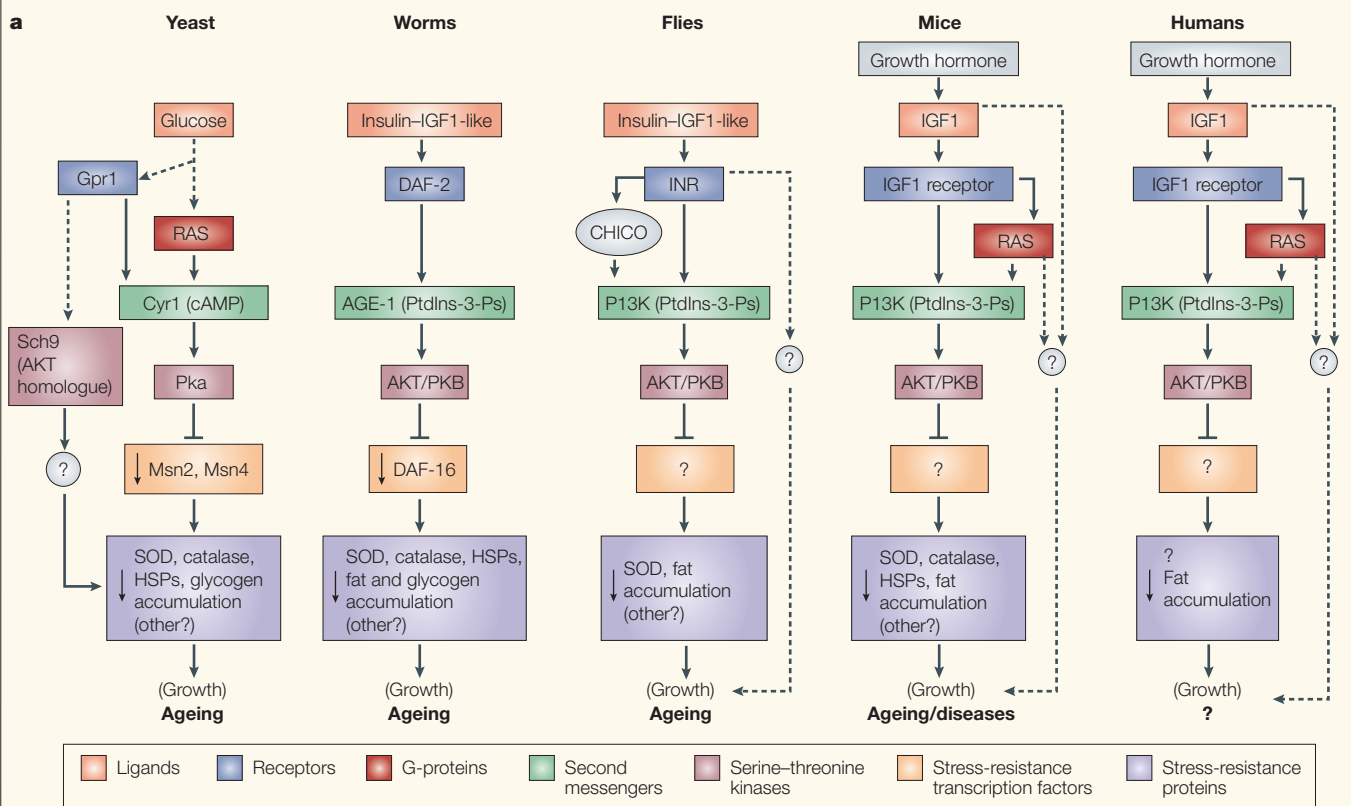 a
Yeast
Worms
Flies
Mice
Humans
Glucose
Gpr1
RAS
Cyr1 (cAMP)
Sch9
(AKT
homologue)
Pka
?
Msn2, Msn4
SOD, catalase,
HSPs, glycogen
accumulation
(other?)
(Growth)
Ageing
Insulin–IGF1-like
DAF-2
AGE-1 (PtdIns-3-Ps)
AKT/PKB
DAF-16
SOD, catalase, HSPs,
fat and glycogen
accumulation
(other?)
(Growth)
Ageing
Insulin–IGF1-like
INR
CHICO
P13K (PtdIns-3-Ps)
?
AKT/PKB
?
SOD, fat
accumulation
(other?)
(Growth)
Ageing
Growth hormone
IGF1
IGF1 receptor
RAS
P13K (PtdIns-3-Ps)
?
AKT/PKB
?
SOD, catalase,
HSPs, fat
accumulation
(other?)
(Growth)
Ageing/diseases
Growth hormone
IGF1
IGF1 receptor
RAS
P13K (PtdIns-3-Ps)
?
AKT/PKB
?
?
Fat
accumulation
(Growth)
?
Ligands
Receptors
G-proteins
Second
messengers
Serine–threonine
kinases
Stress-resistance
transcription factors
Stress-resistance
proteins